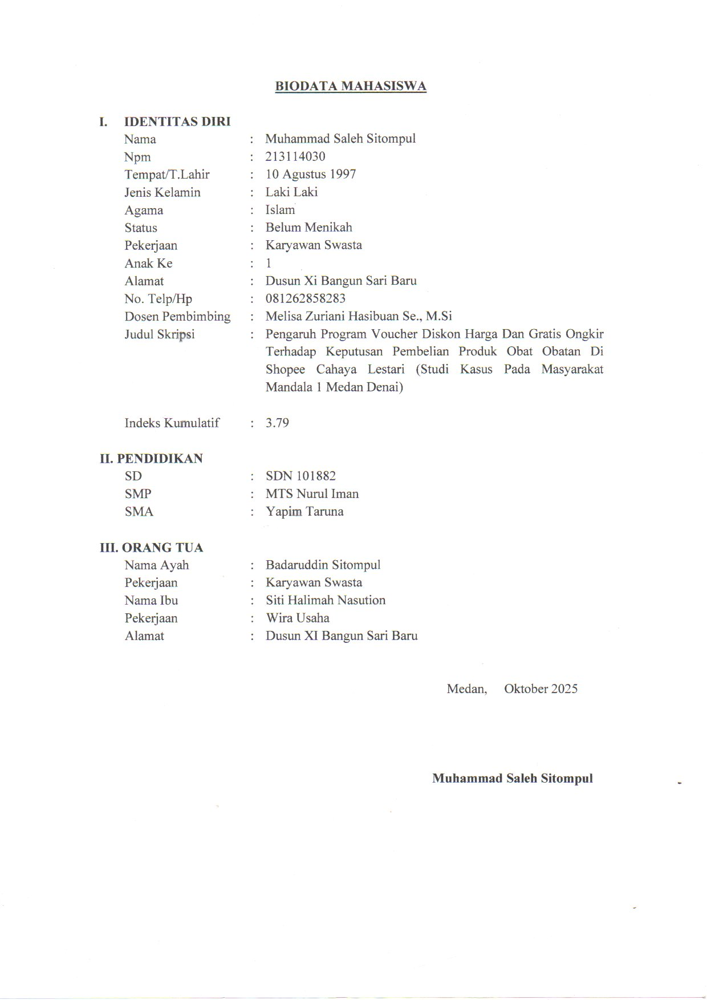 BIODATA MAHASISWA
I. IDENTITAS DIRI
Nama : Muhammad Saleh Sitompul
Npm : 213114030
Tempat/T.Lahir : 10 Agustus 1997
Jenis Kelamin : Laki Laki
Agama : Islam
Status : Belum Menikah
Pekerjaan : Karyawan Swasta
Anak Ke : 1
Alamat : Dusun Xi Bangun Sari Baru
No. Telp/Hp : 081262858283
Dosen Pembimbing : Melisa Zuriani Hasibuan Se., M.Si
Judul Skripsi : Pengaruh Program Voucher Diskon Harga Dan Gratis Ongkir
Terhadap Keputusan Pembelian Produk Obat Obatan Di
Shopee Cahaya Lestari (Studi Kasus Pada Masyarakat
Mandala 1 Medan Denai)
Indeks Kumulatif : 3.79
II. PENDIDIKAN
SD : SDN 101882
SMP : MTS Nurul Iman
SMA : Yapim Taruna
III. ORANG TUA
Nama Ayah : Badaruddin Sitompul
Pekerjaan : Karyawan Swasta
Nama Ibu : Siti Halimah Nasution
Pekerjaan : Wira Usaha
Alamat : Dusun XI Bangun Sari Baru
Medan, Oktober 2025
Muhammad Saleh Sitompul